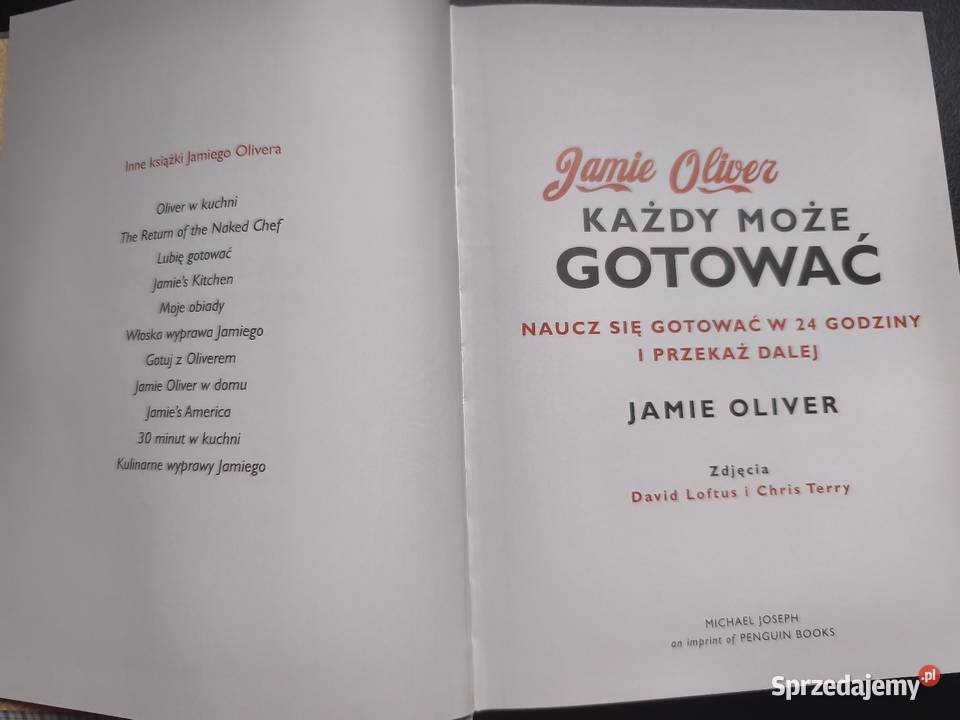 Inne książki Jamiego Olivera
Oliver w kuchni
The Return of the Naked Chef
Lubię gotować
Jamie's Kitchen
Moje obiady
Włoska wyprawa Jamiego
Gotuj z Oliverem
Jamie Oliver w domu
Jamie's America
30 minut w kuchni
Kulinarne wyprawy Jamiego
Jamie Oliver
KAŻDY MOŻE
GOTOWAĆ
NAUCZ SIĘ GOTOWAĆ W 24 GODZINY
I PRZEKAŻ DALEJ
JAMIE OLIVER
Zdjęcia
David Loftus i Chris Terry
MICHAEL JOSEPH
an imprint of PENGUIN BOOKS
Sprzedajemy.pl